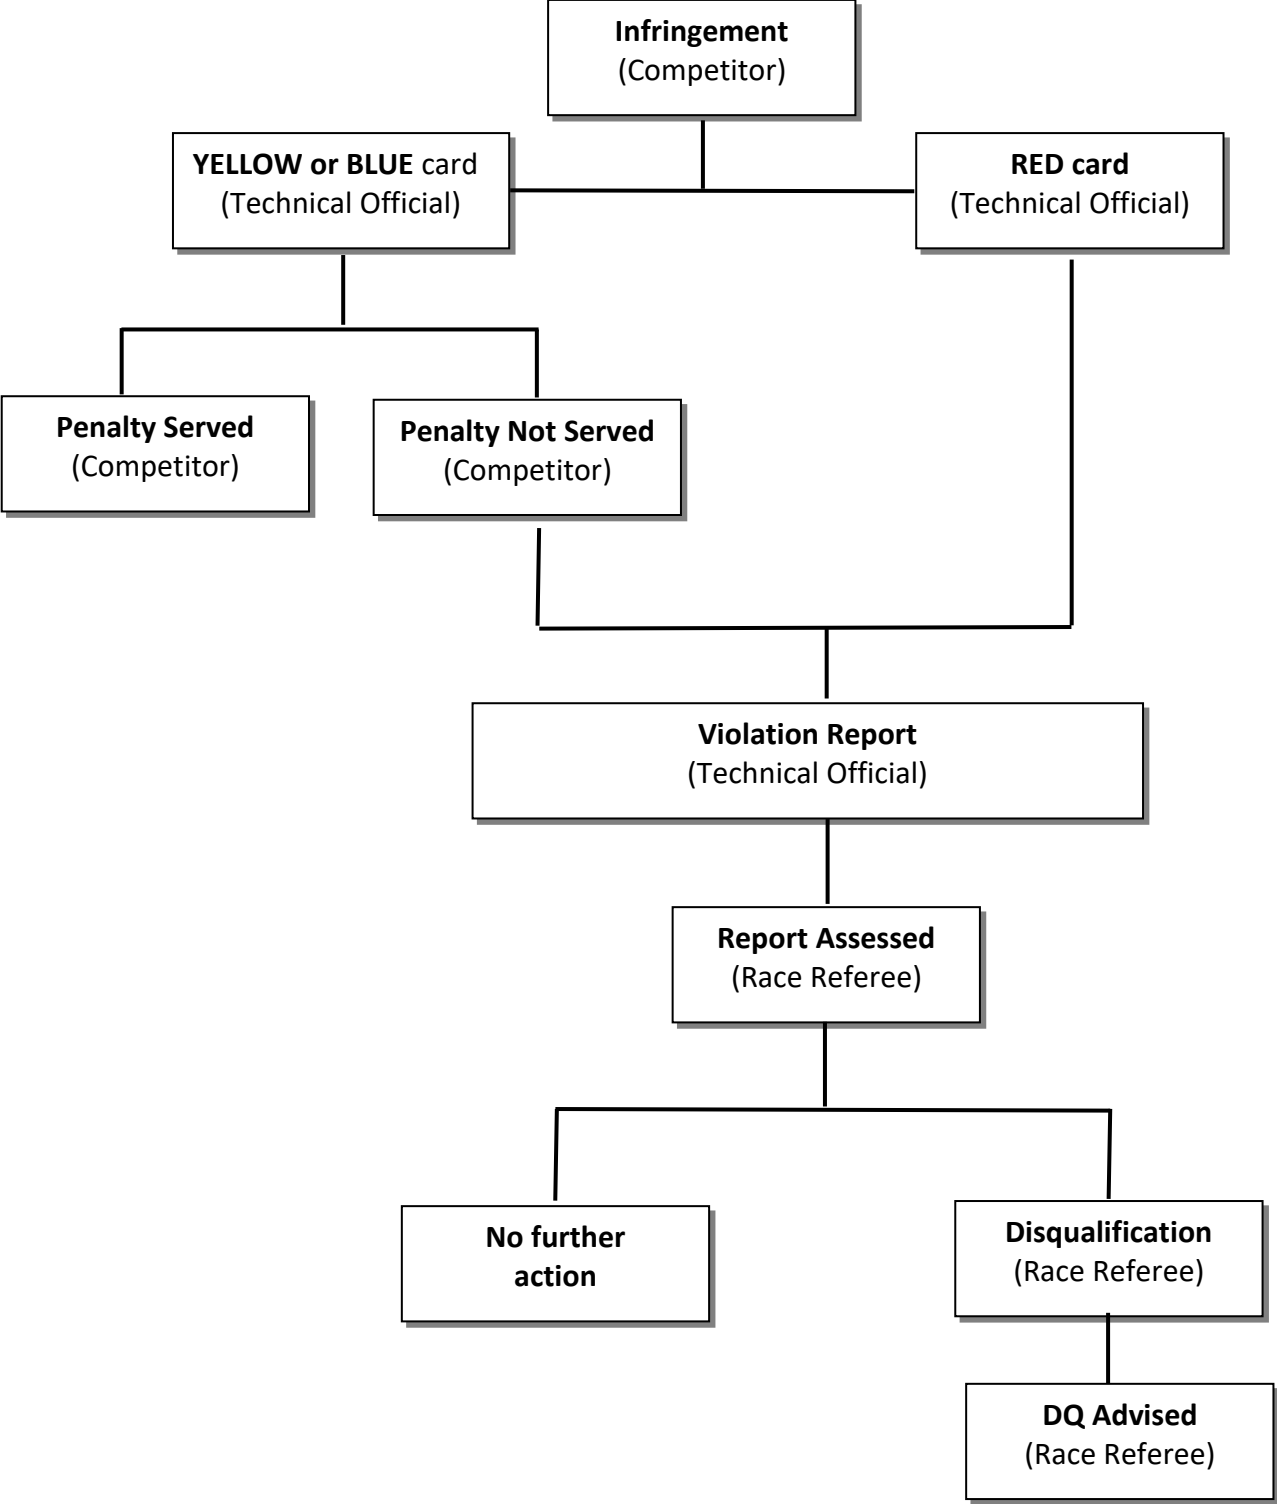 Infringement
(Competitor)
YELLOW or BLUE card
(Technical Official)
RED card
(Technical Official)
Penalty Served
(Competitor)
Penalty Not Served
(Competitor)
Violation Report
(Technical Official)
Report Assessed
(Race Referee)
No further
action
Disqualification
(Race Referee)
DQ Advised
(Race Referee)